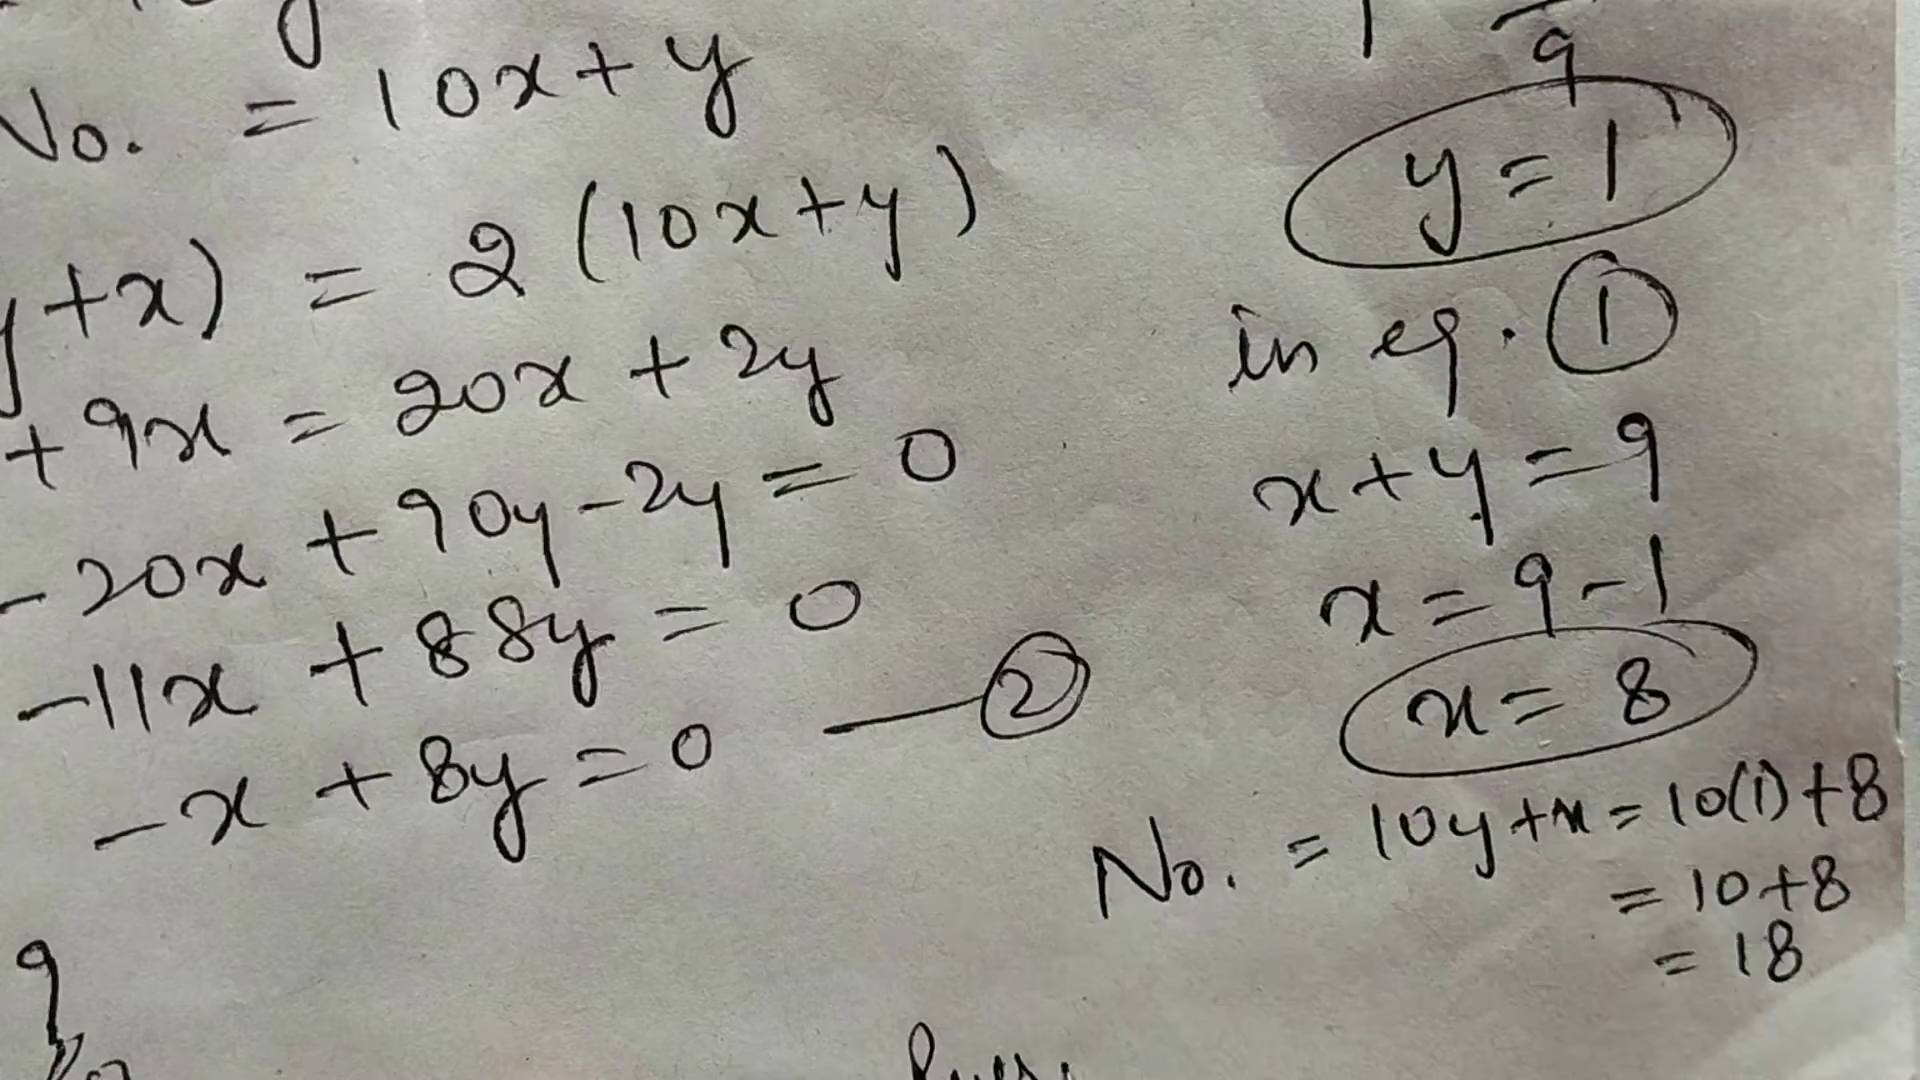 No. = 10x + y
+x) = 2 (10x+y)
+ 9x = 20x + 2y
- 20x + 90y - 2y = 0
-11x + 88y = 0
-x + 8y = 0 — ②
9
9
y = 1
in eq. ①
x + y = 9
x = 9 - 1
x = 8
No. = 10y + x = 10(1) + 8
= 10 + 8
= 18